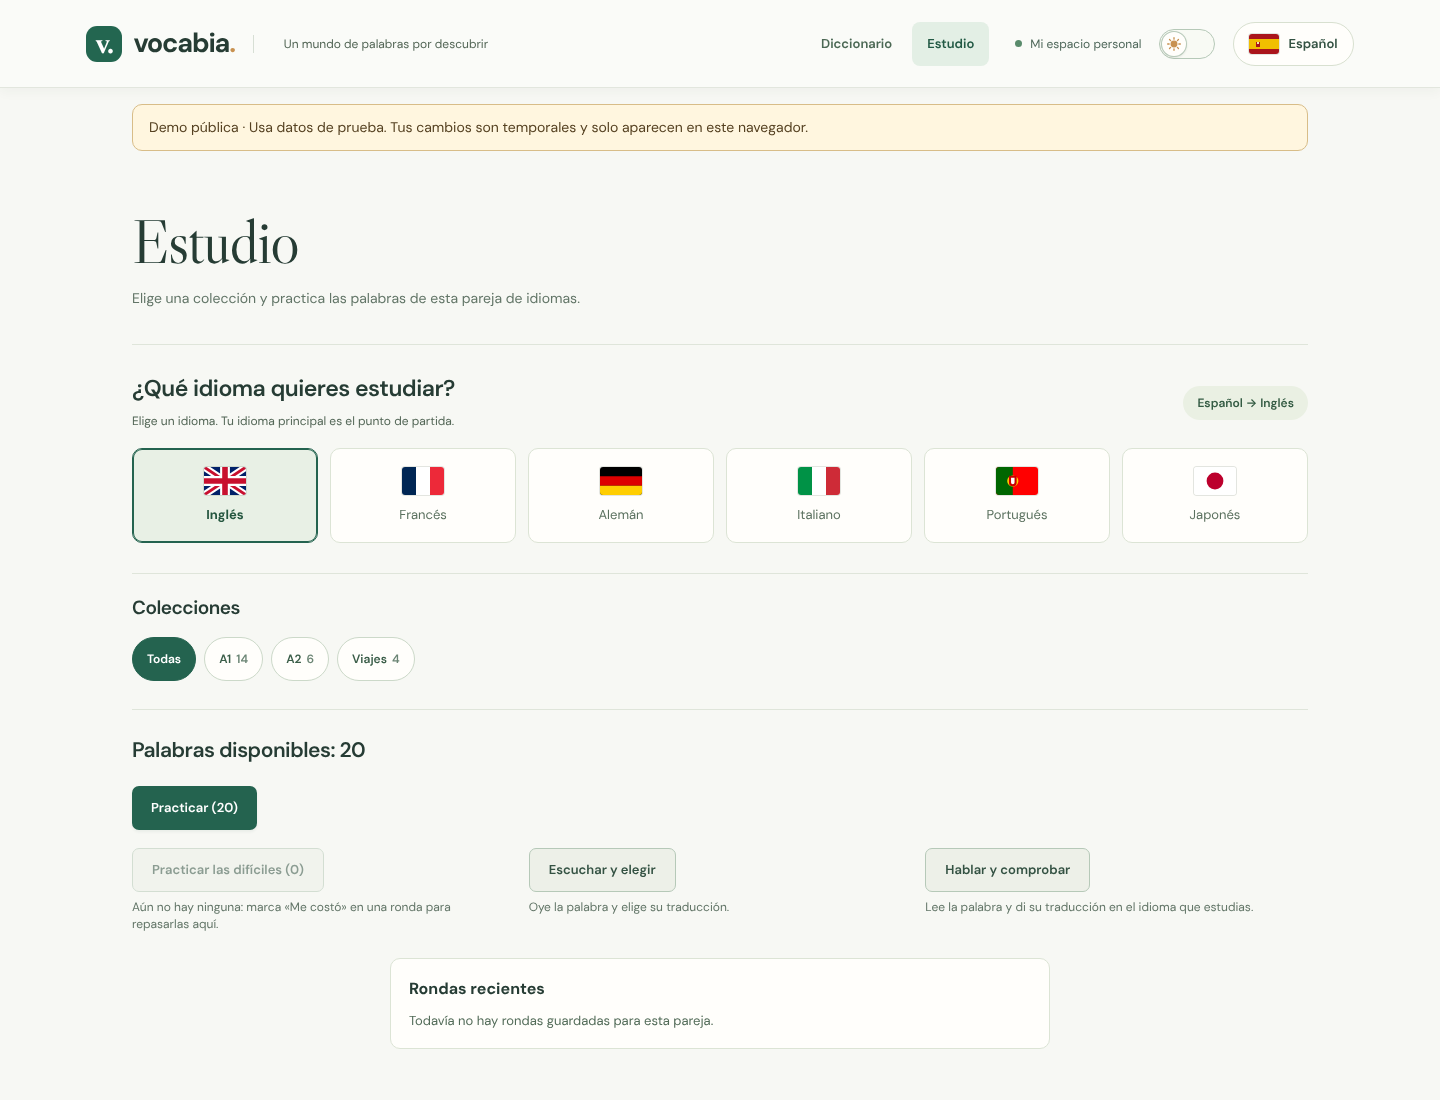 v. vocabia.
Un mundo de palabras por descubrir
Diccionario
Estudio
Mi espacio personal
Español
Demo pública · Usa datos de prueba. Tus cambios son temporales y solo aparecen en este navegador.
Estudio
Elige una colección y practica las palabras de esta pareja de idiomas.
¿Qué idioma quieres estudiar?
Elige un idioma. Tu idioma principal es el punto de partida.
Español → Inglés
Inglés
Francés
Alemán
Italiano
Portugués
Japonés
Colecciones
Todas
A1 14
A2 6
Viajes 4
Palabras disponibles: 20
Practicar (20)
Practicar las difíciles (0)
Aún no hay ninguna: marca «Me costó» en una ronda para
repasarlas aquí.
Escuchar y elegir
Oye la palabra y elige su traducción.
Hablar y comprobar
Lee la palabra y di su traducción en el idioma que estudias.
Rondas recientes
Todavía no hay rondas guardadas para esta pareja.